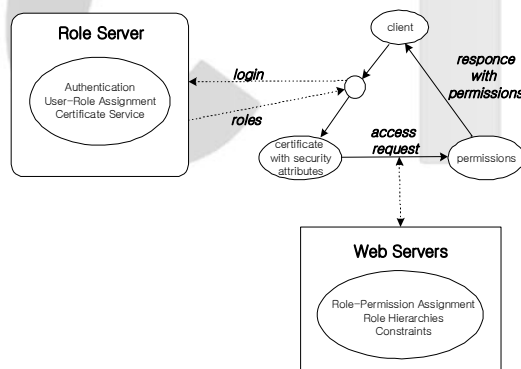 Role Server
Authentication
User-Role Assignment
Certificate Service
login
roles
client
responce
with
permissions
certificate
with security
attributes
access
request
permissions
Web Servers
Role-Permission Assignment
Role Hierarchies
Constraints